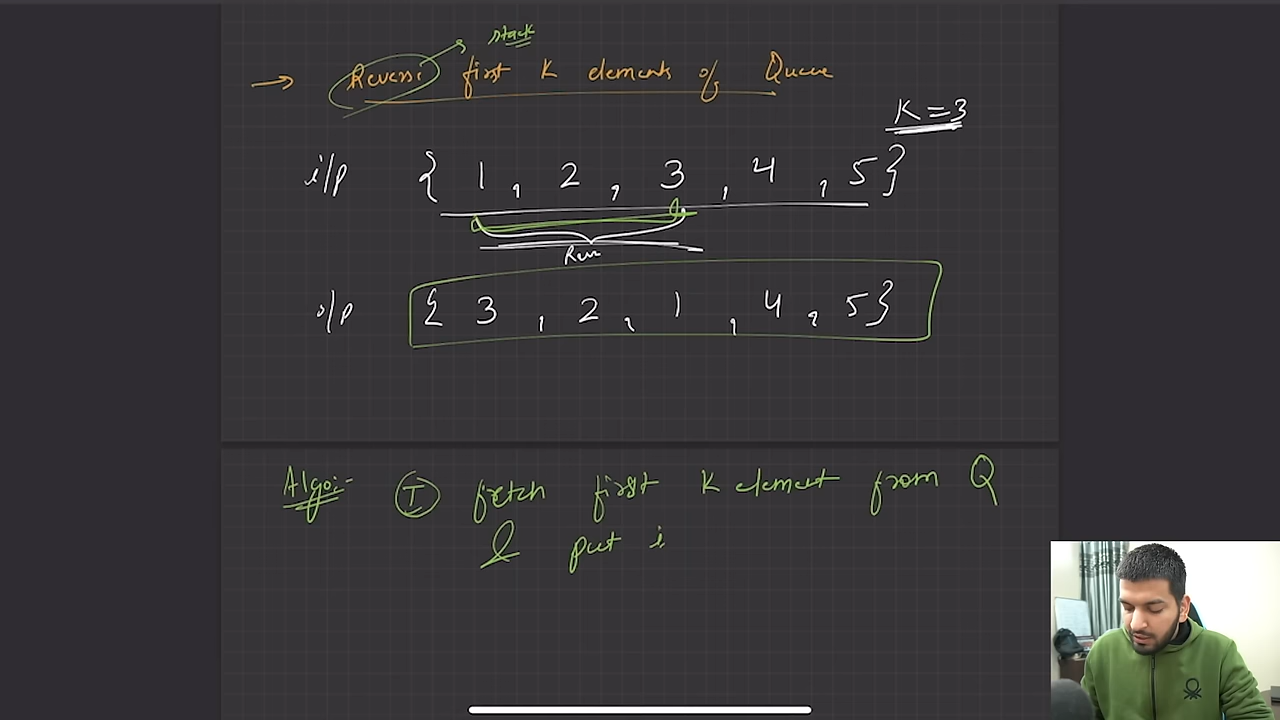 stack
→ Reverse first K elements of Queue
K = 3
i/p { 1 , 2 , 3 , 4 , 5 }
Rev
o/p { 3 , 2 , 1 , 4 , 5 }
Algo:- I fetch first K element from Q
& put i